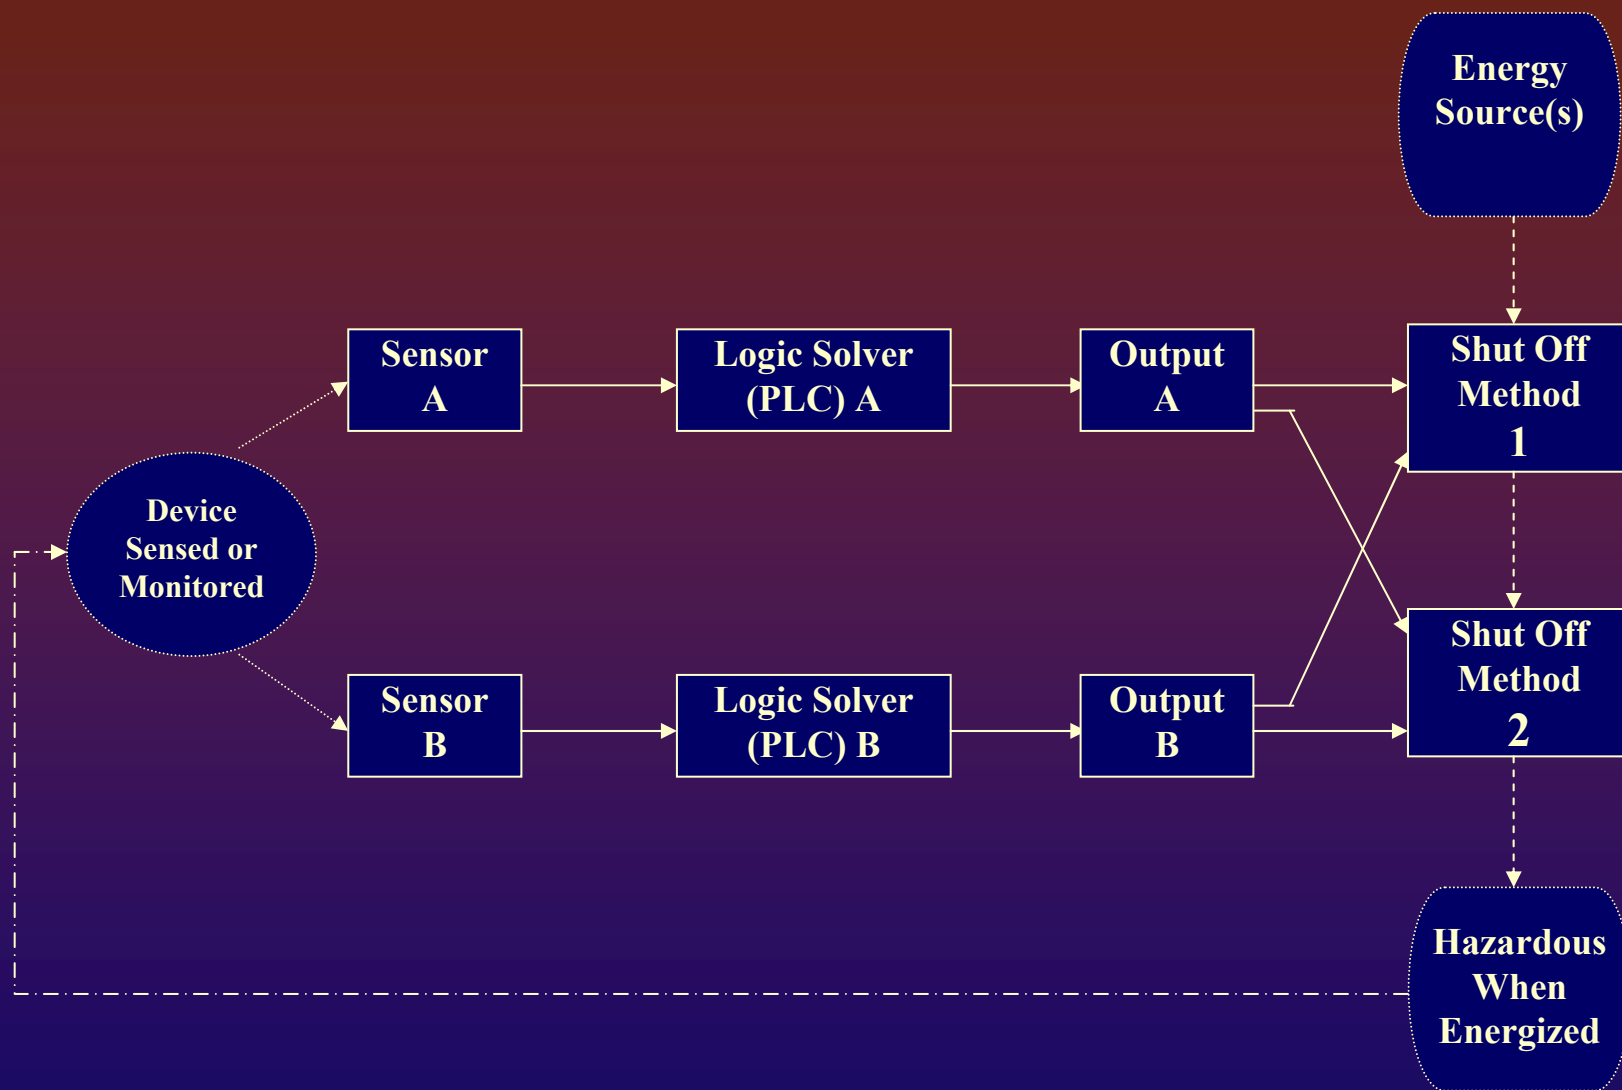 Energy
Source(s)
Sensor
A
Logic Solver
(PLC) A
Output
A
Shut Off
Method
1
Device
Sensed or
Monitored
Sensor
B
Logic Solver
(PLC) B
Output
B
Shut Off
Method
2
Hazardous
When
Energized